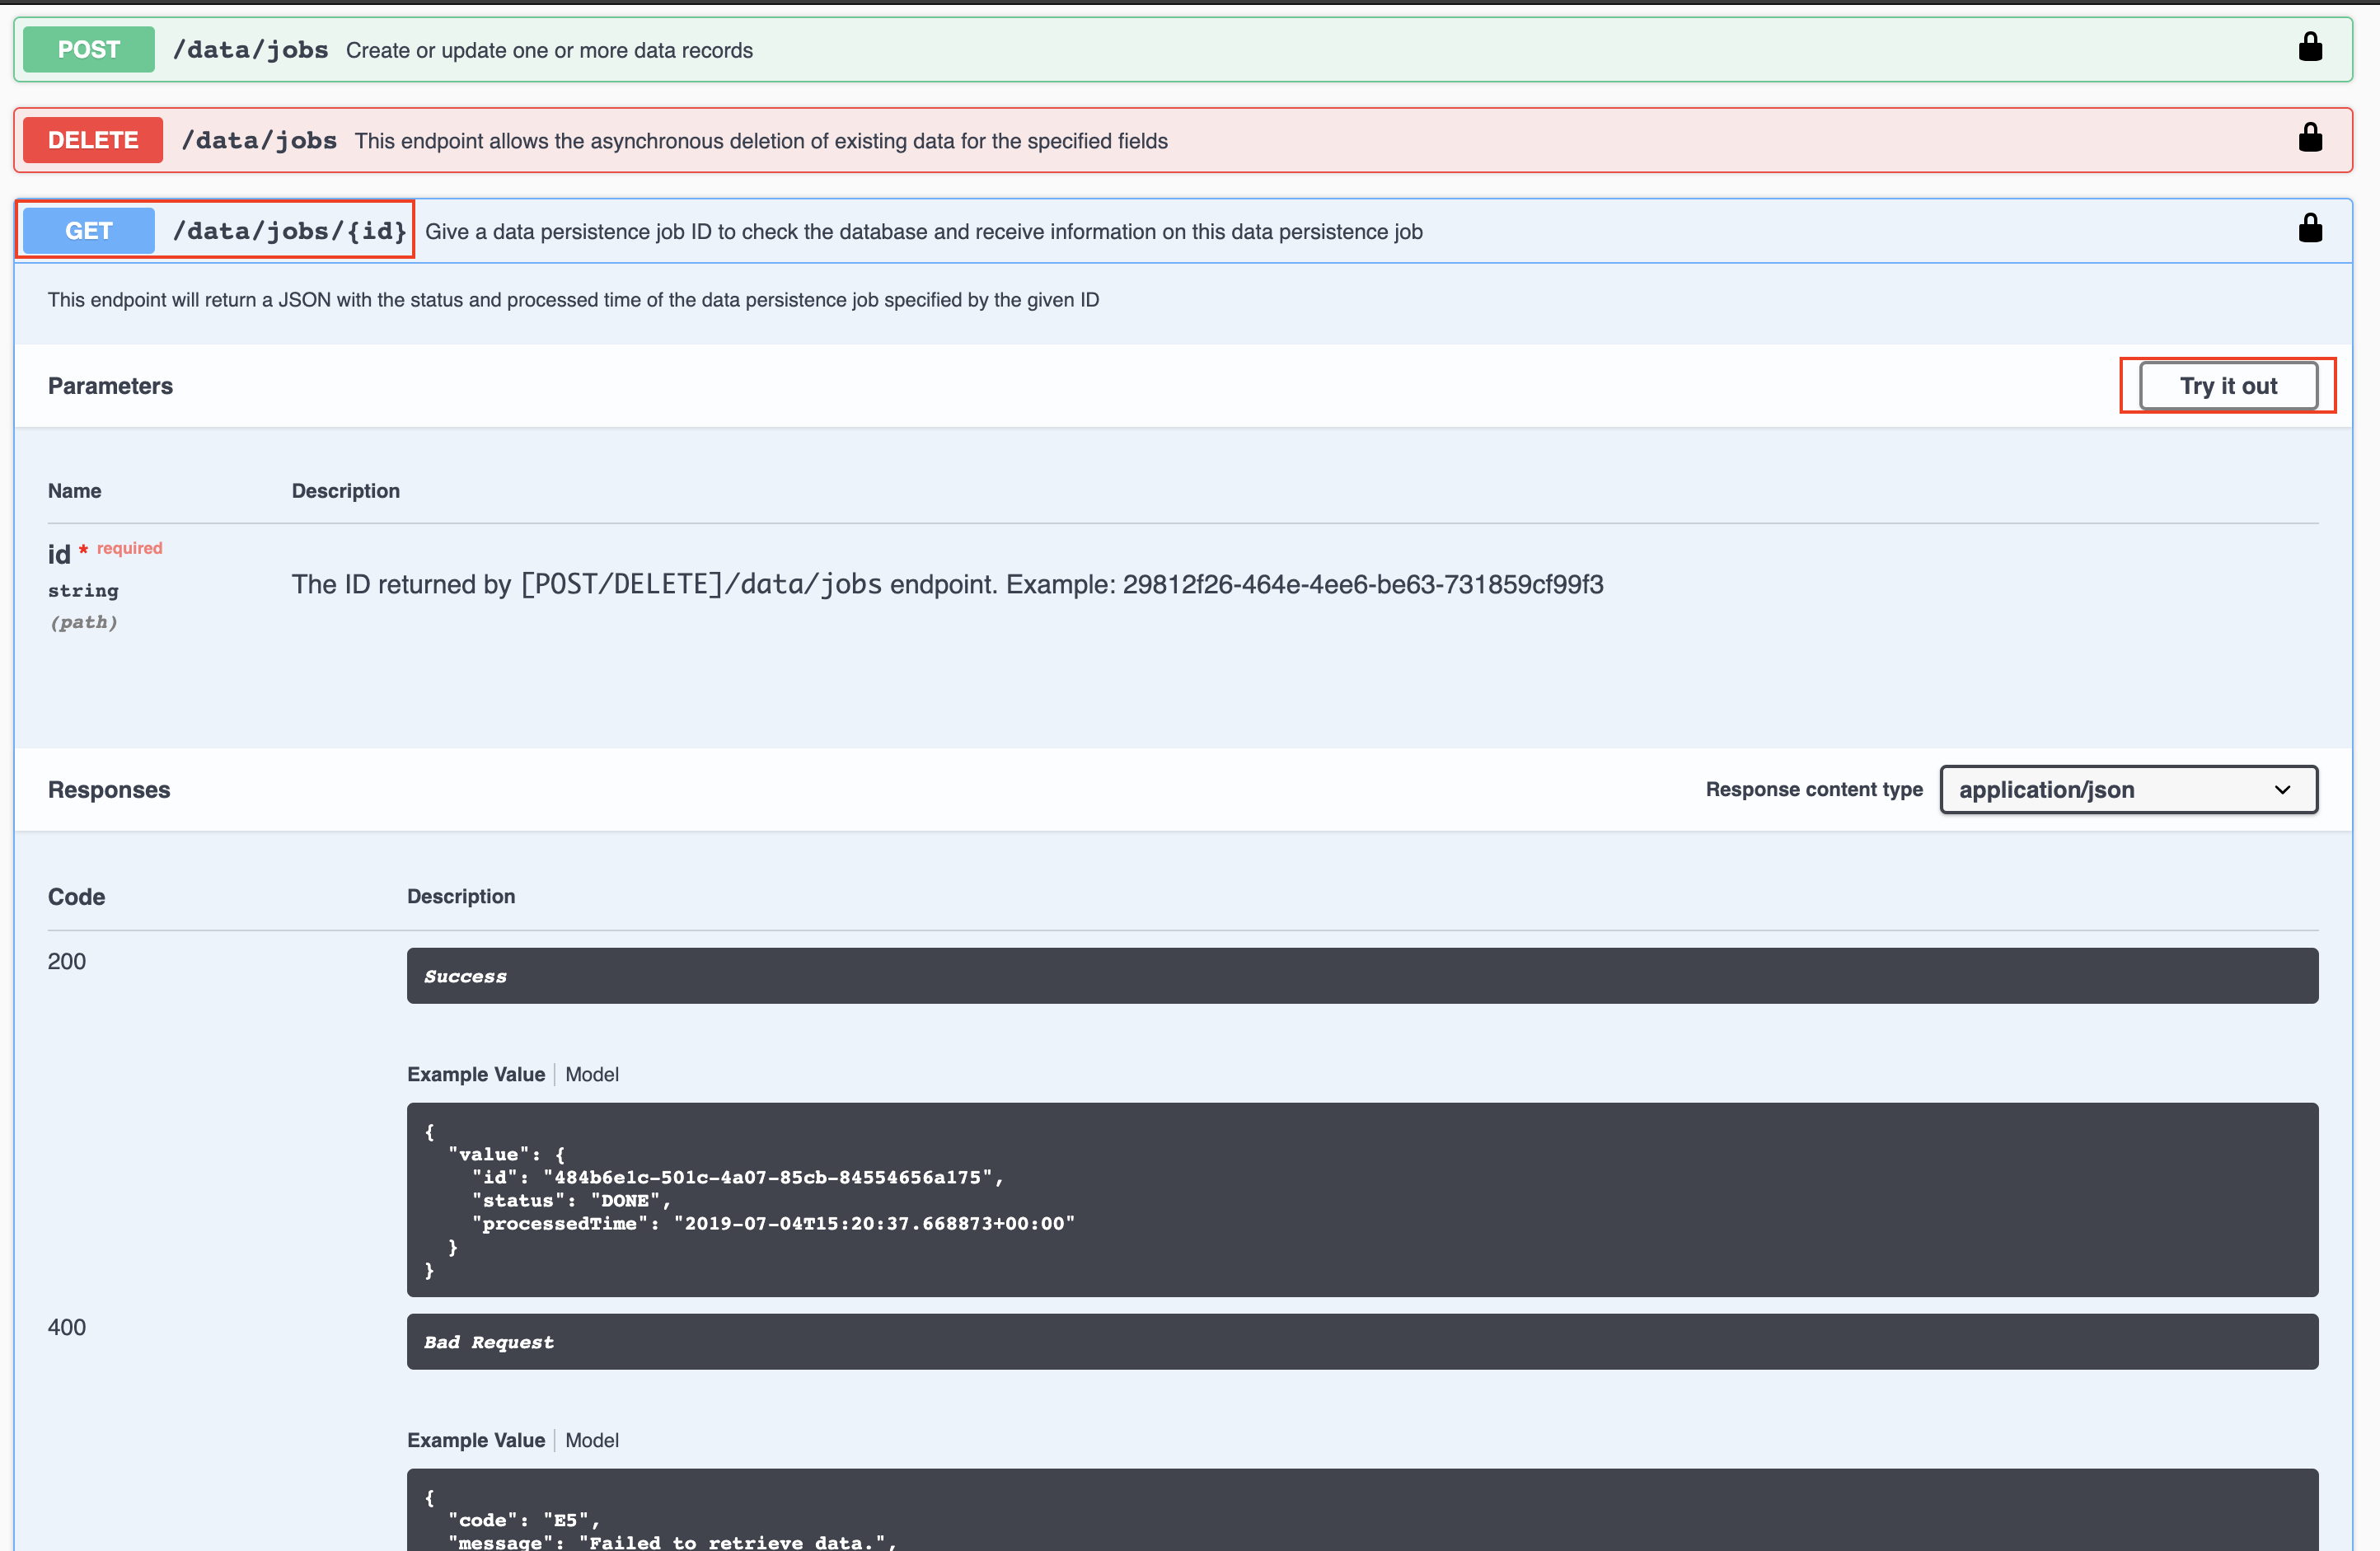 POST /data/jobs Create or update one or more data records
DELETE /data/jobs This endpoint allows the asynchronous deletion of existing data for the specified fields
GET /data/jobs/{id} Give a data persistence job ID to check the database and receive information on this data persistence job
This endpoint will return a JSON with the status and processed time of the data persistence job specified by the given ID
Parameters Try it out
Name Description
id * required
string
(path)
The ID returned by [POST/DELETE]/data/jobs endpoint. Example: 29812f26-464e-4ee6-be63-731859cf99f3
Responses Response content type application/json
Code Description
200 Success
Example Value Model
{
"value": {
"id": "484b6e1c-501c-4a07-85cb-84554656a175",
"status": "DONE",
"processedTime": "2019-07-04T15:20:37.668873+00:00"
}
}
400 Bad Request
Example Value Model
{
"code": "E5",
"message": "Failed to retrieve data.",